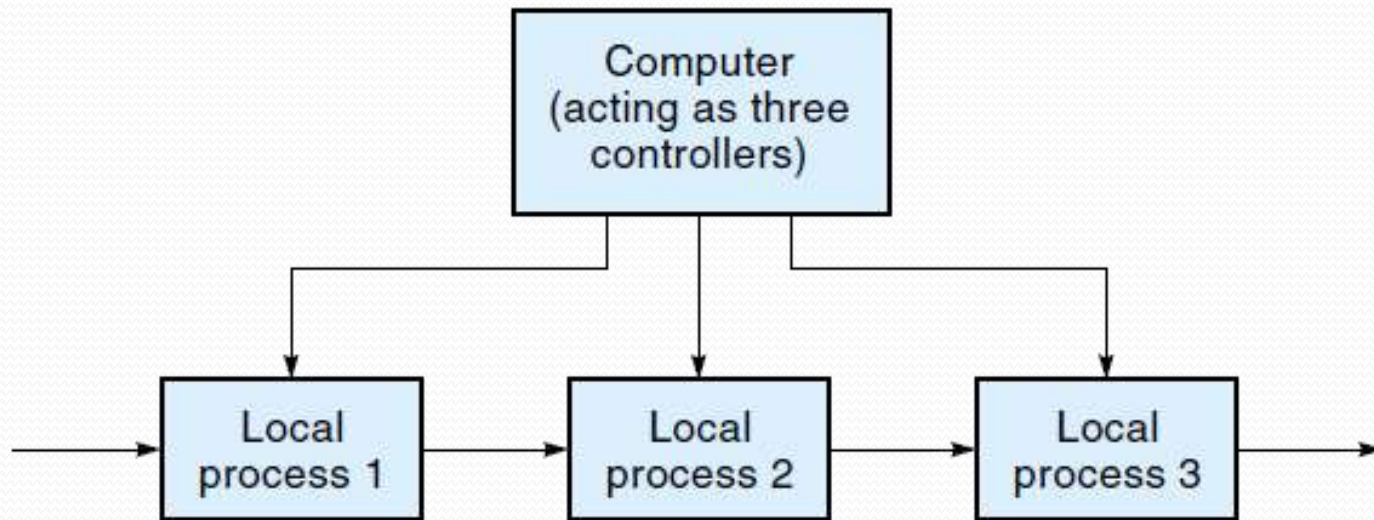 Computer
(acting as three
controllers)
Local
process 1
Local
process 2
Local
process 3